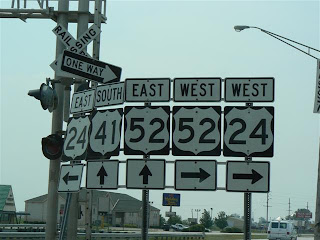 RAILROAD
CROSSING
ONE WAY
EAST
SOUTH
EAST
WEST
WEST
24
41
52
52
24